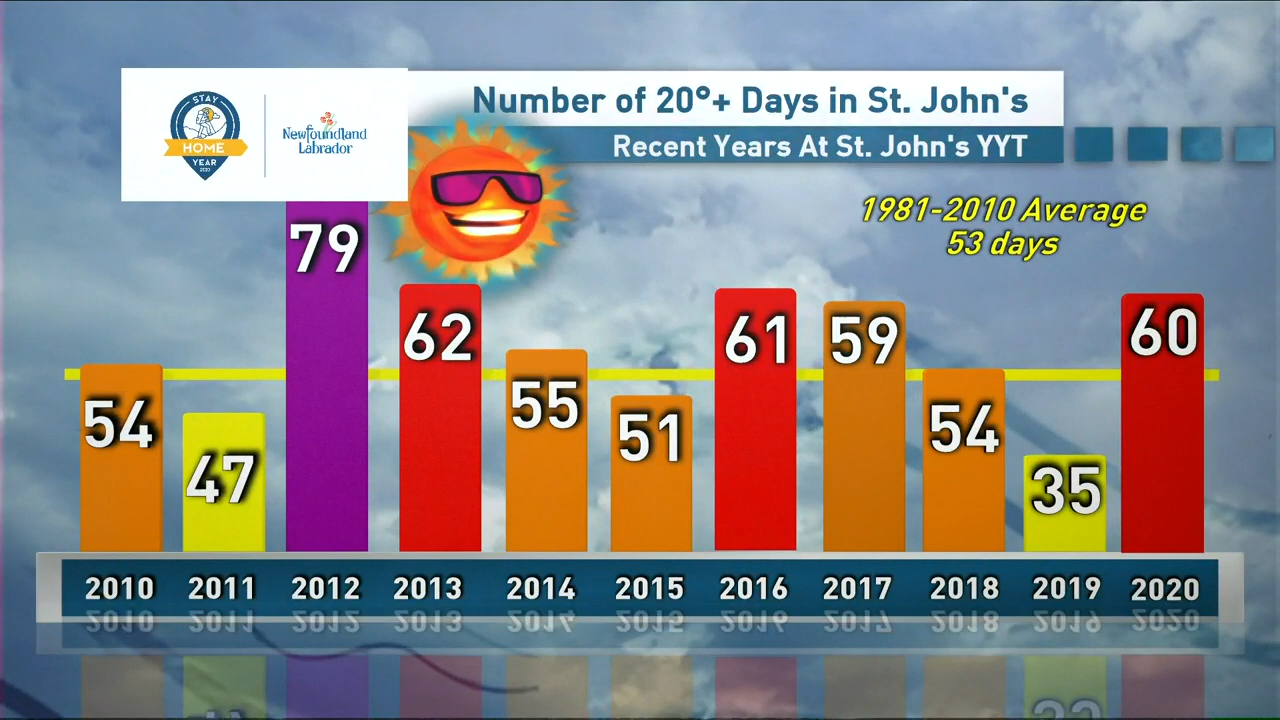 STAY
HOME
YEAR
2020
Newfoundland
Labrador
Number of 20°+ Days in St. John's
Recent Years At St. John's YYT
1981-2010 Average
53 days
79
62
61
59
60
54
47
55
51
54
35
2010 2011 2012 2013 2014 2015 2016 2017 2018 2019 2020